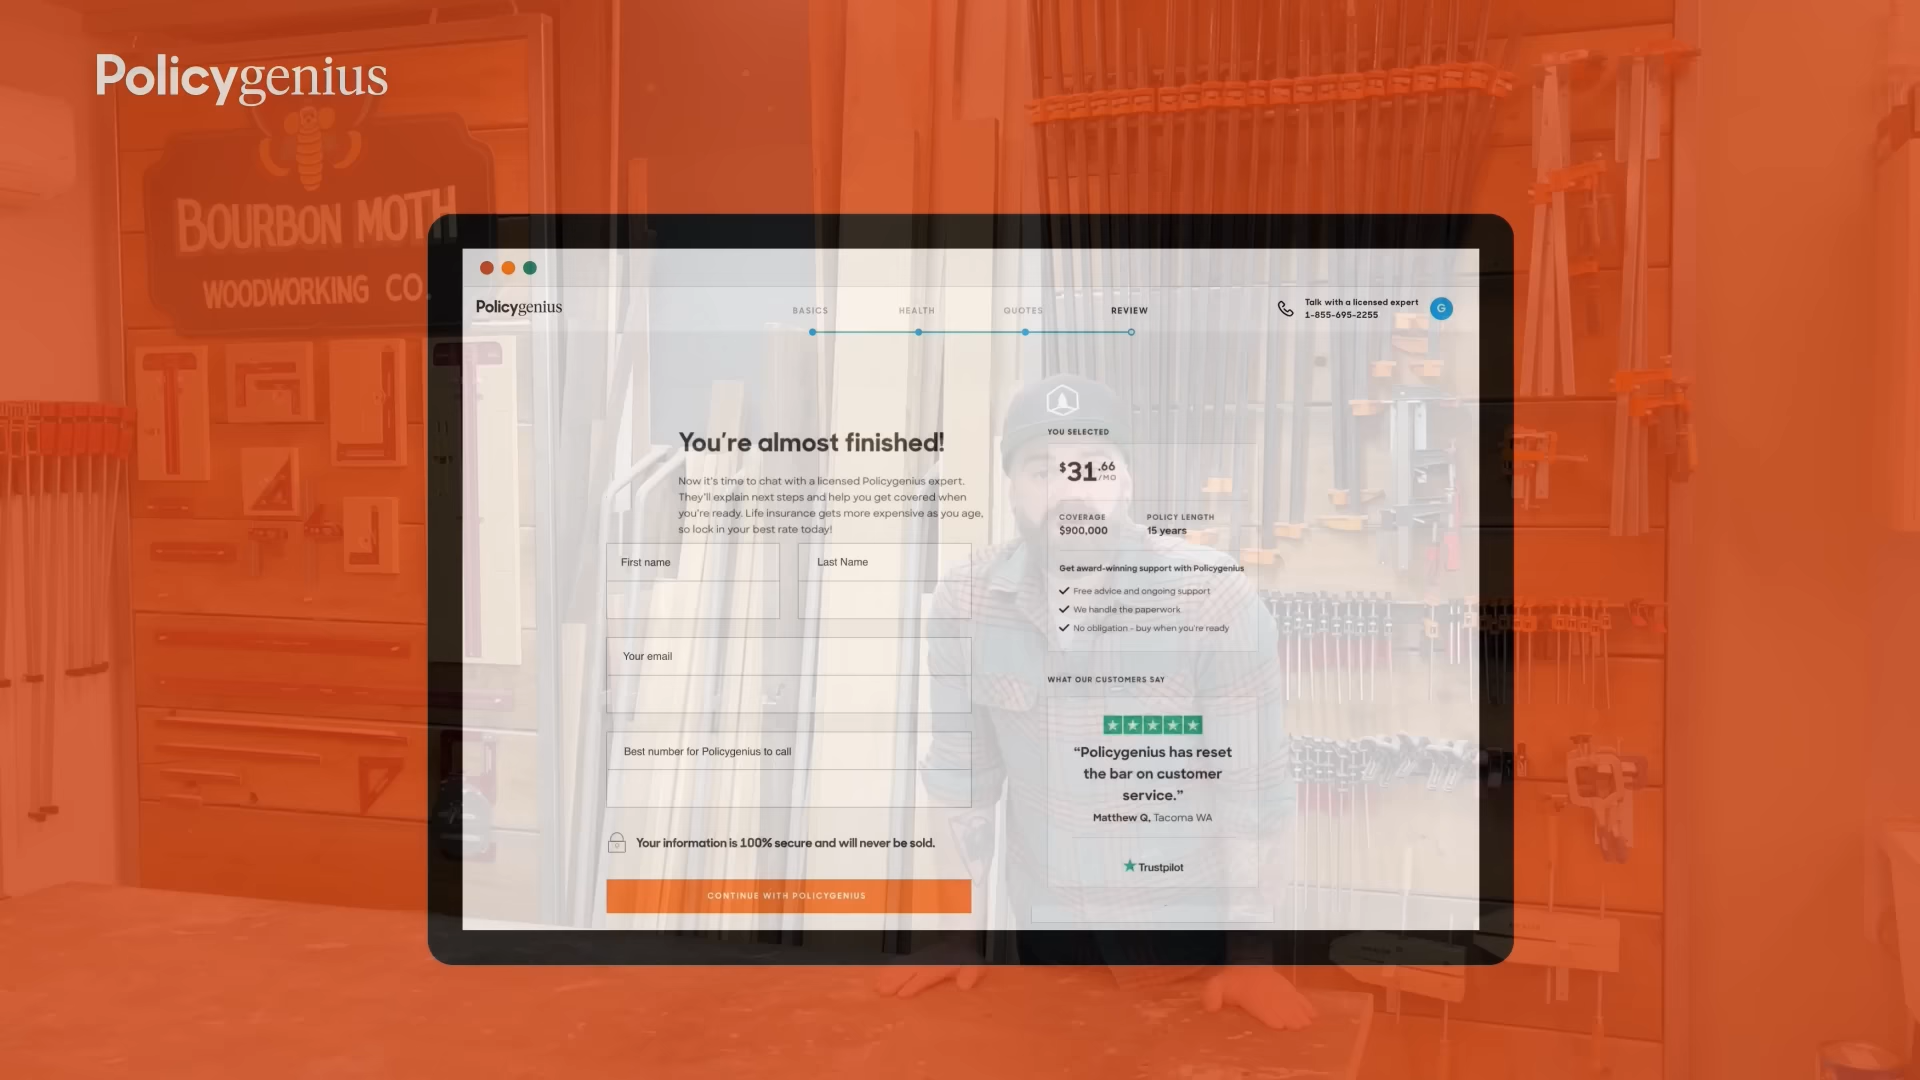 Policygenius
BOURBON MOTH
WOODWORKING CO.
Policygenius
BASICS
HEALTH
QUOTES
REVIEW
Talk with a licensed expert
1-855-695-2255
G
You're almost finished!
Now it's time to chat with a licensed Policygenius expert.
They'll explain next steps and help you get covered when
you're ready. Life insurance gets more expensive as you age,
so lock in your best rate today!
First name
Last Name
Your email
Best number for Policygenius to call
Your information is 100% secure and will never be sold.
CONTINUE WITH POLICYGENIUS
YOU SELECTED
$31.66
/MO
COVERAGE
$900,000
POLICY LENGTH
15 years
Get award-winning support with Policygenius
Free advice and ongoing support
We handle the paperwork
No obligation - buy when you're ready
WHAT OUR CUSTOMERS SAY
“Policygenius has reset
the bar on customer
service.”
Matthew Q, Tacoma WA
Trustpilot